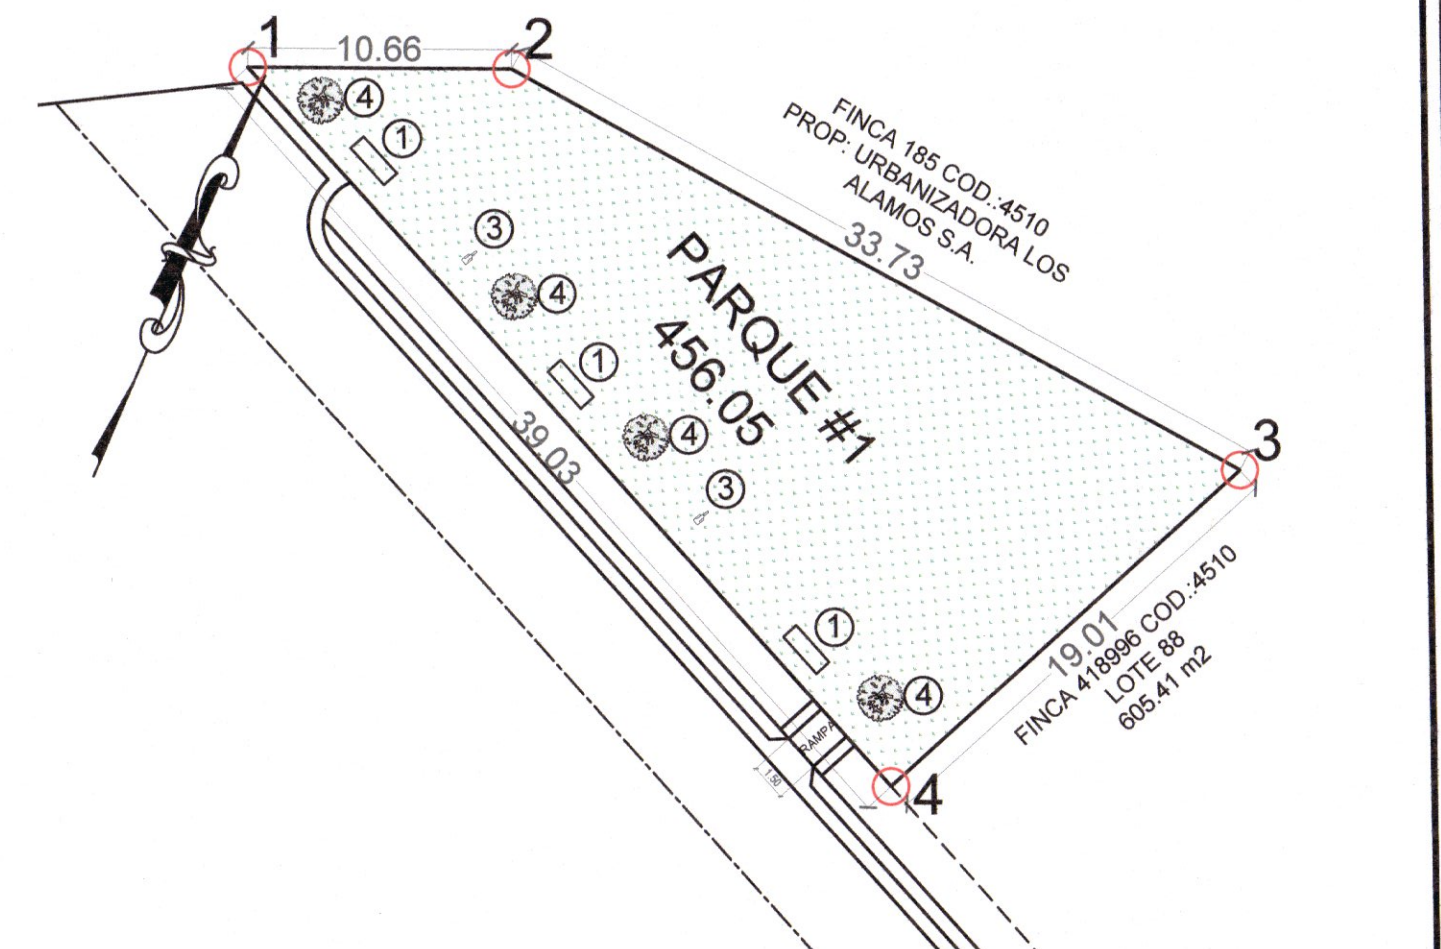 1
2
10.66
4
1
FINCA 185 COD.:4510
PROP: URBANIZADORA LOS
ALAMOS S.A.
33.73
3
4
PARQUE #1
456.05
1
4
39.03
3
3
1
4
19.01
FINCA 418996 COD.:4510
LOTE 88
605.41 m2
RAMPA
1.50
4